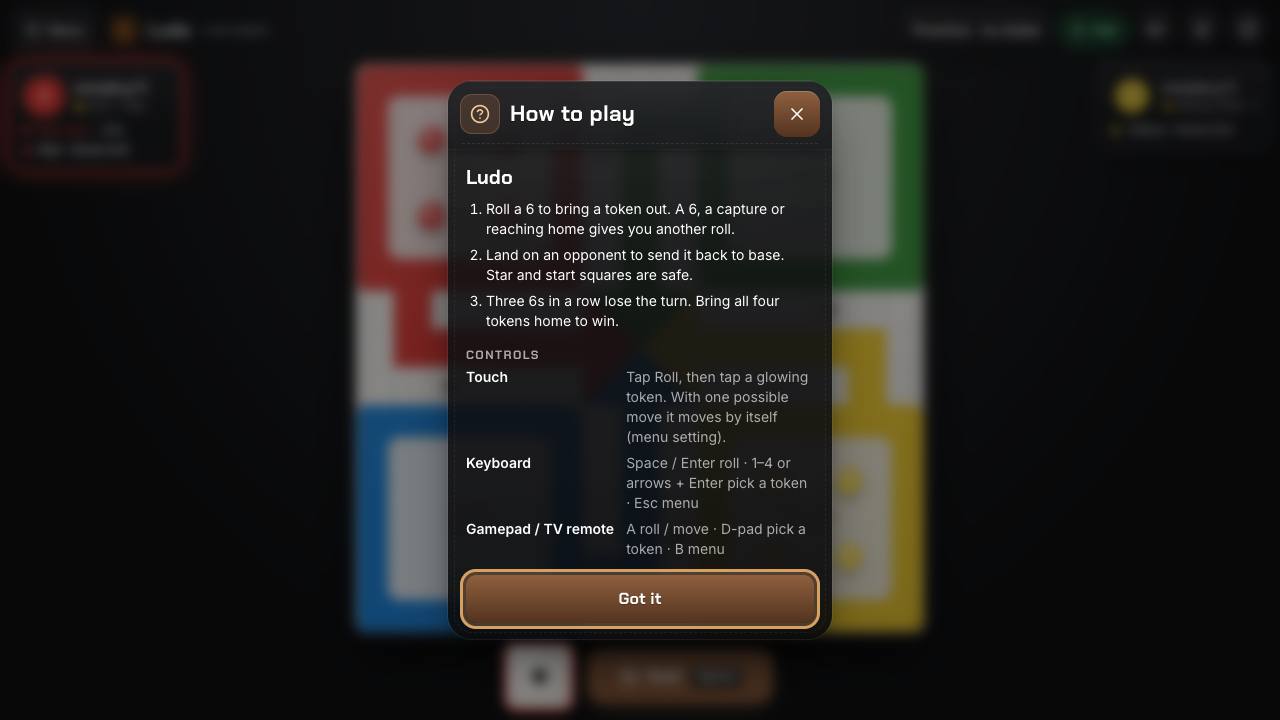 How to play
Ludo
1. Roll a 6 to bring a token out. A 6, a capture or
reaching home gives you another roll.
2. Land on an opponent to send it back to base.
Star and start squares are safe.
3. Three 6s in a row lose the turn. Bring all four
tokens home to win.
CONTROLS
Touch
Tap Roll, then tap a glowing
token. With one possible
move it moves by itself
(menu setting).
Keyboard
Space / Enter roll · 1–4 or
arrows + Enter pick a token
· Esc menu
Gamepad / TV remote
A roll / move · D-pad pick a
token · B menu
Got it